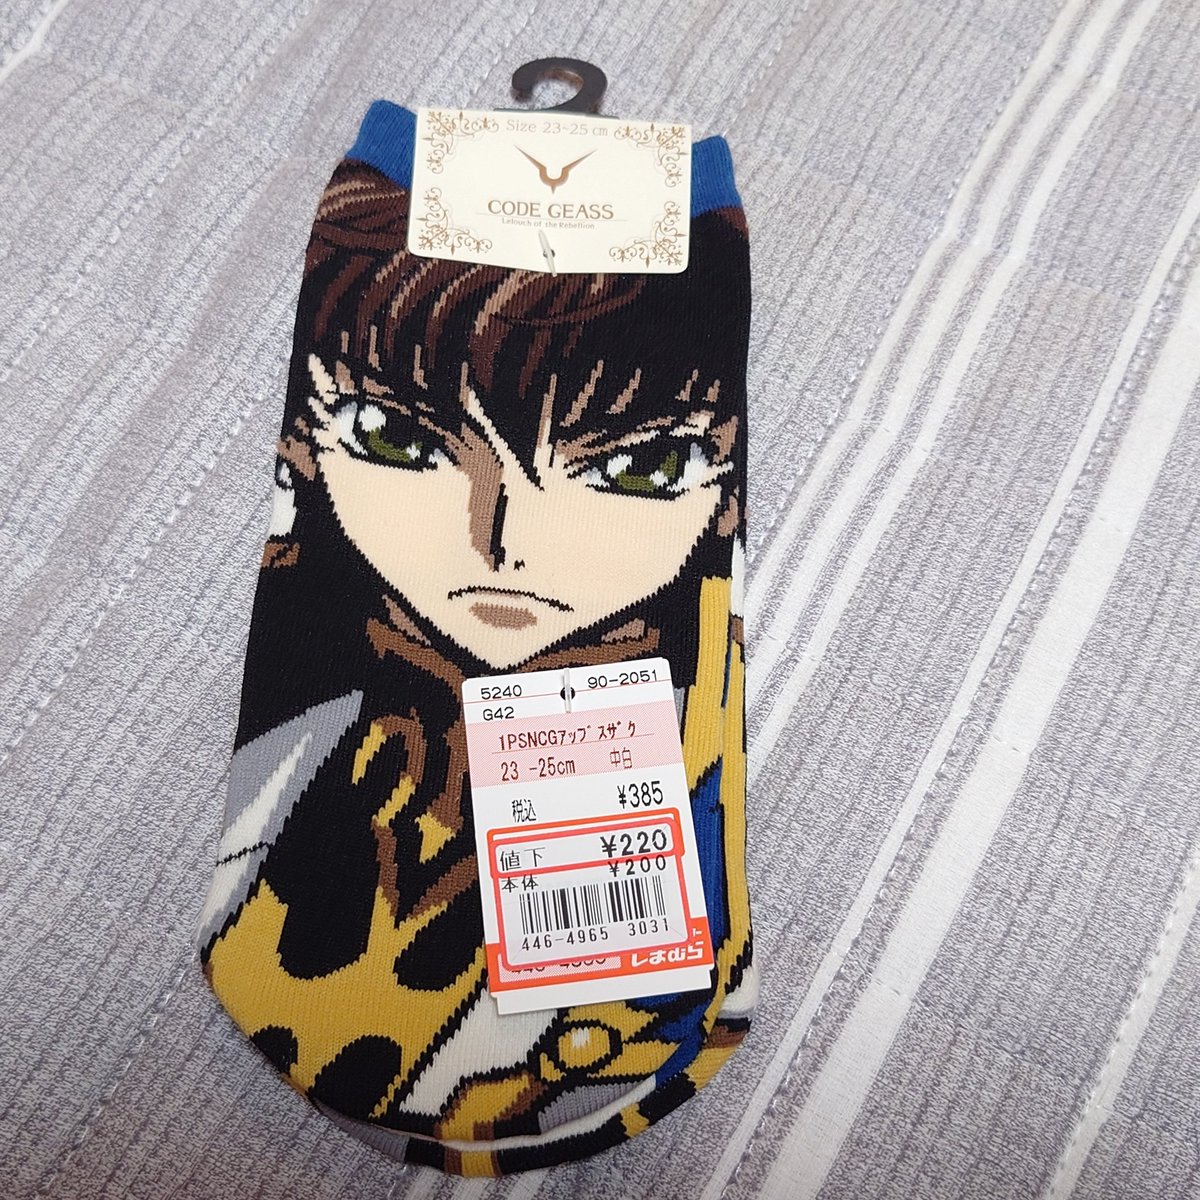 Size 23~25cm
CODE GEASS
Lelouch of the Rebellion
5240 90-2051
G42
1PSNCGアップスザク
23 -25cm 中白
¥385
税込
値下 ¥220
本体 ¥200
446-4965 3031
しまむら